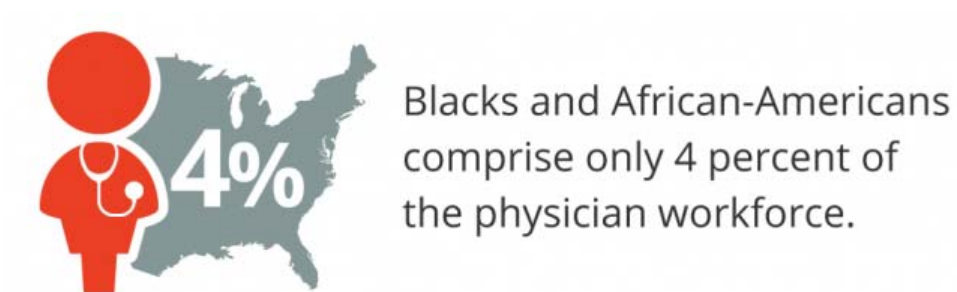 4%
Blacks and African-Americans
comprise only 4 percent of
the physician workforce.